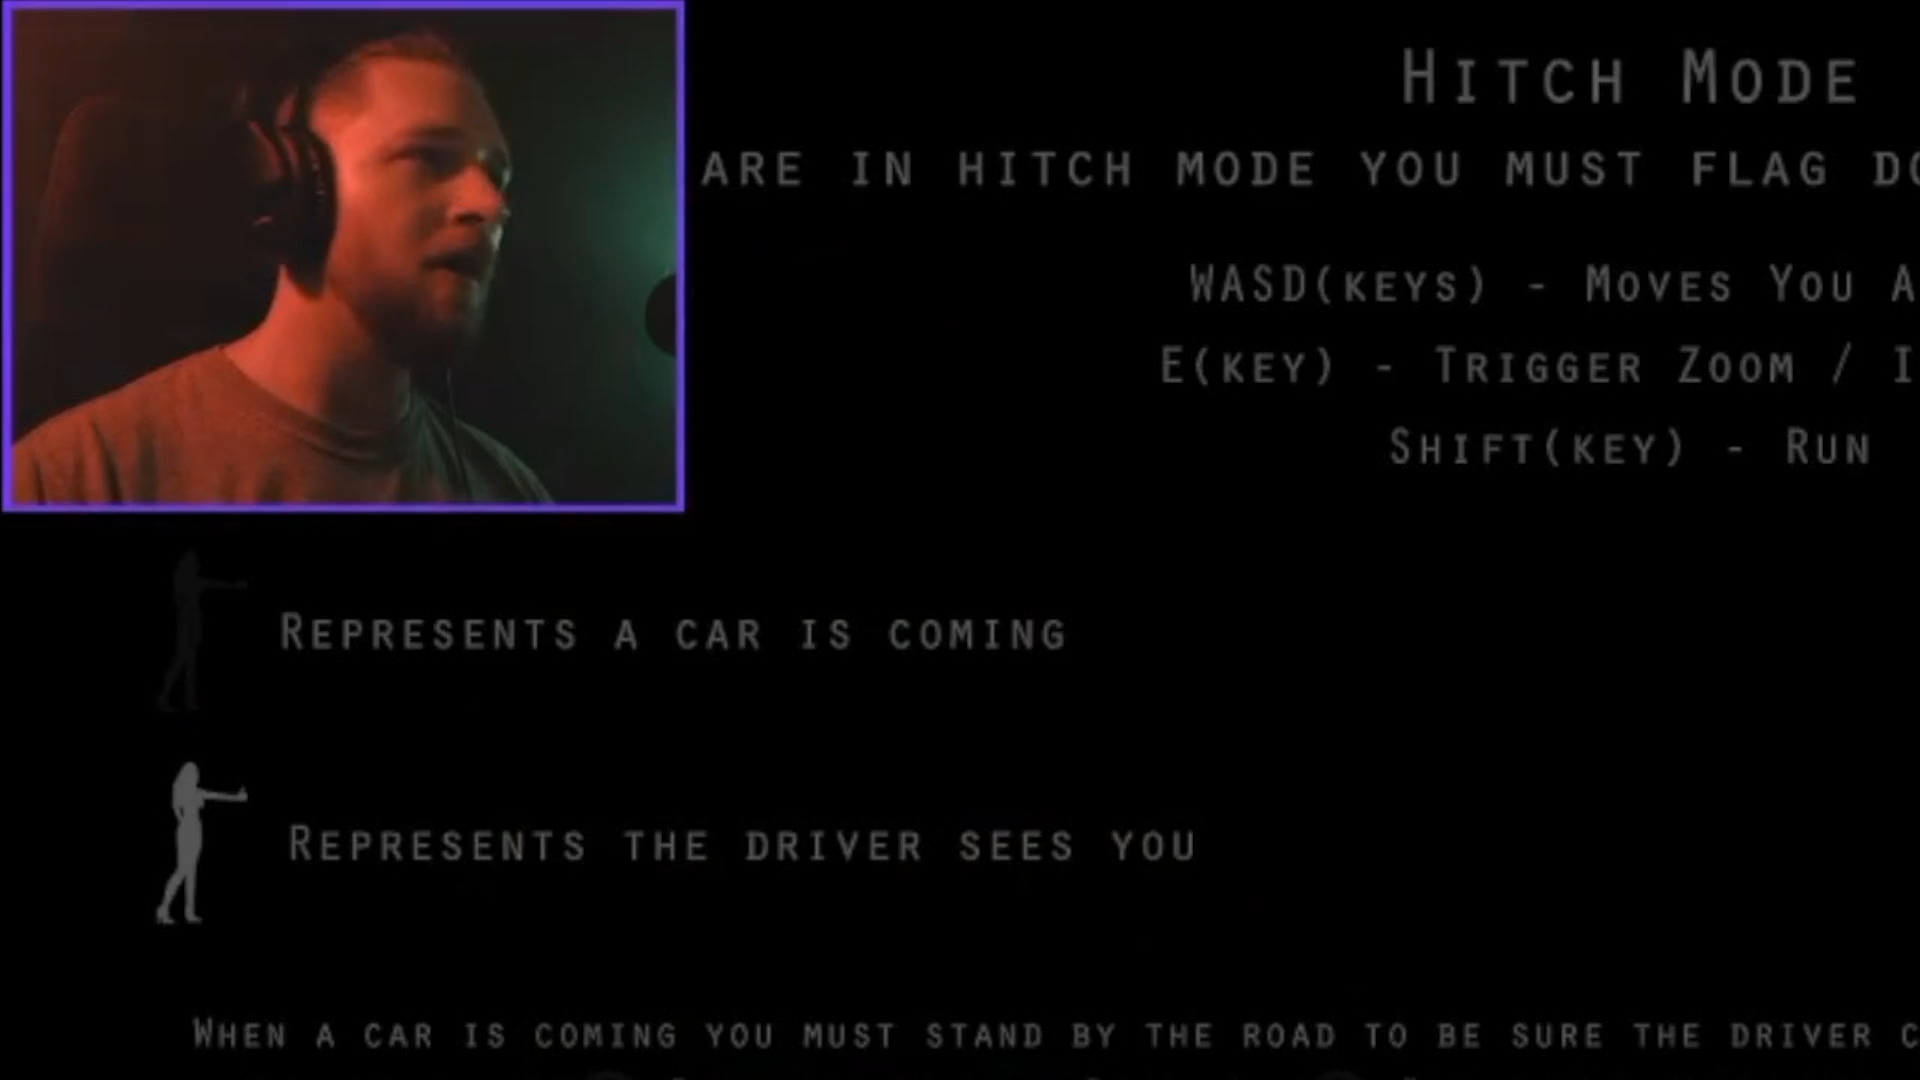 Hitch Mode
are in hitch mode you must flag
WASD(keys) - Moves You
E(key) - Trigger Zoom /
Shift(key) - Run
Represents a car is coming
Represents the driver sees you
When a car is coming you must stand by the road to be sure the driver